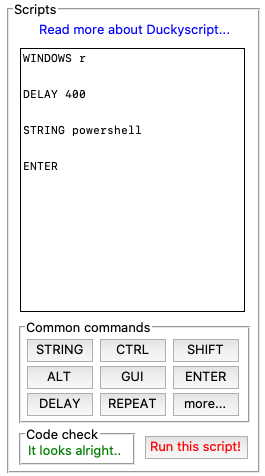 Scripts
Read more about Duckyscript...
WINDOWS r
DELAY 400
STRING powershell
ENTER
Common commands
STRING CTRL SHIFT
ALT GUI ENTER
DELAY REPEAT more...
Code check
It looks alright..
Run this script!